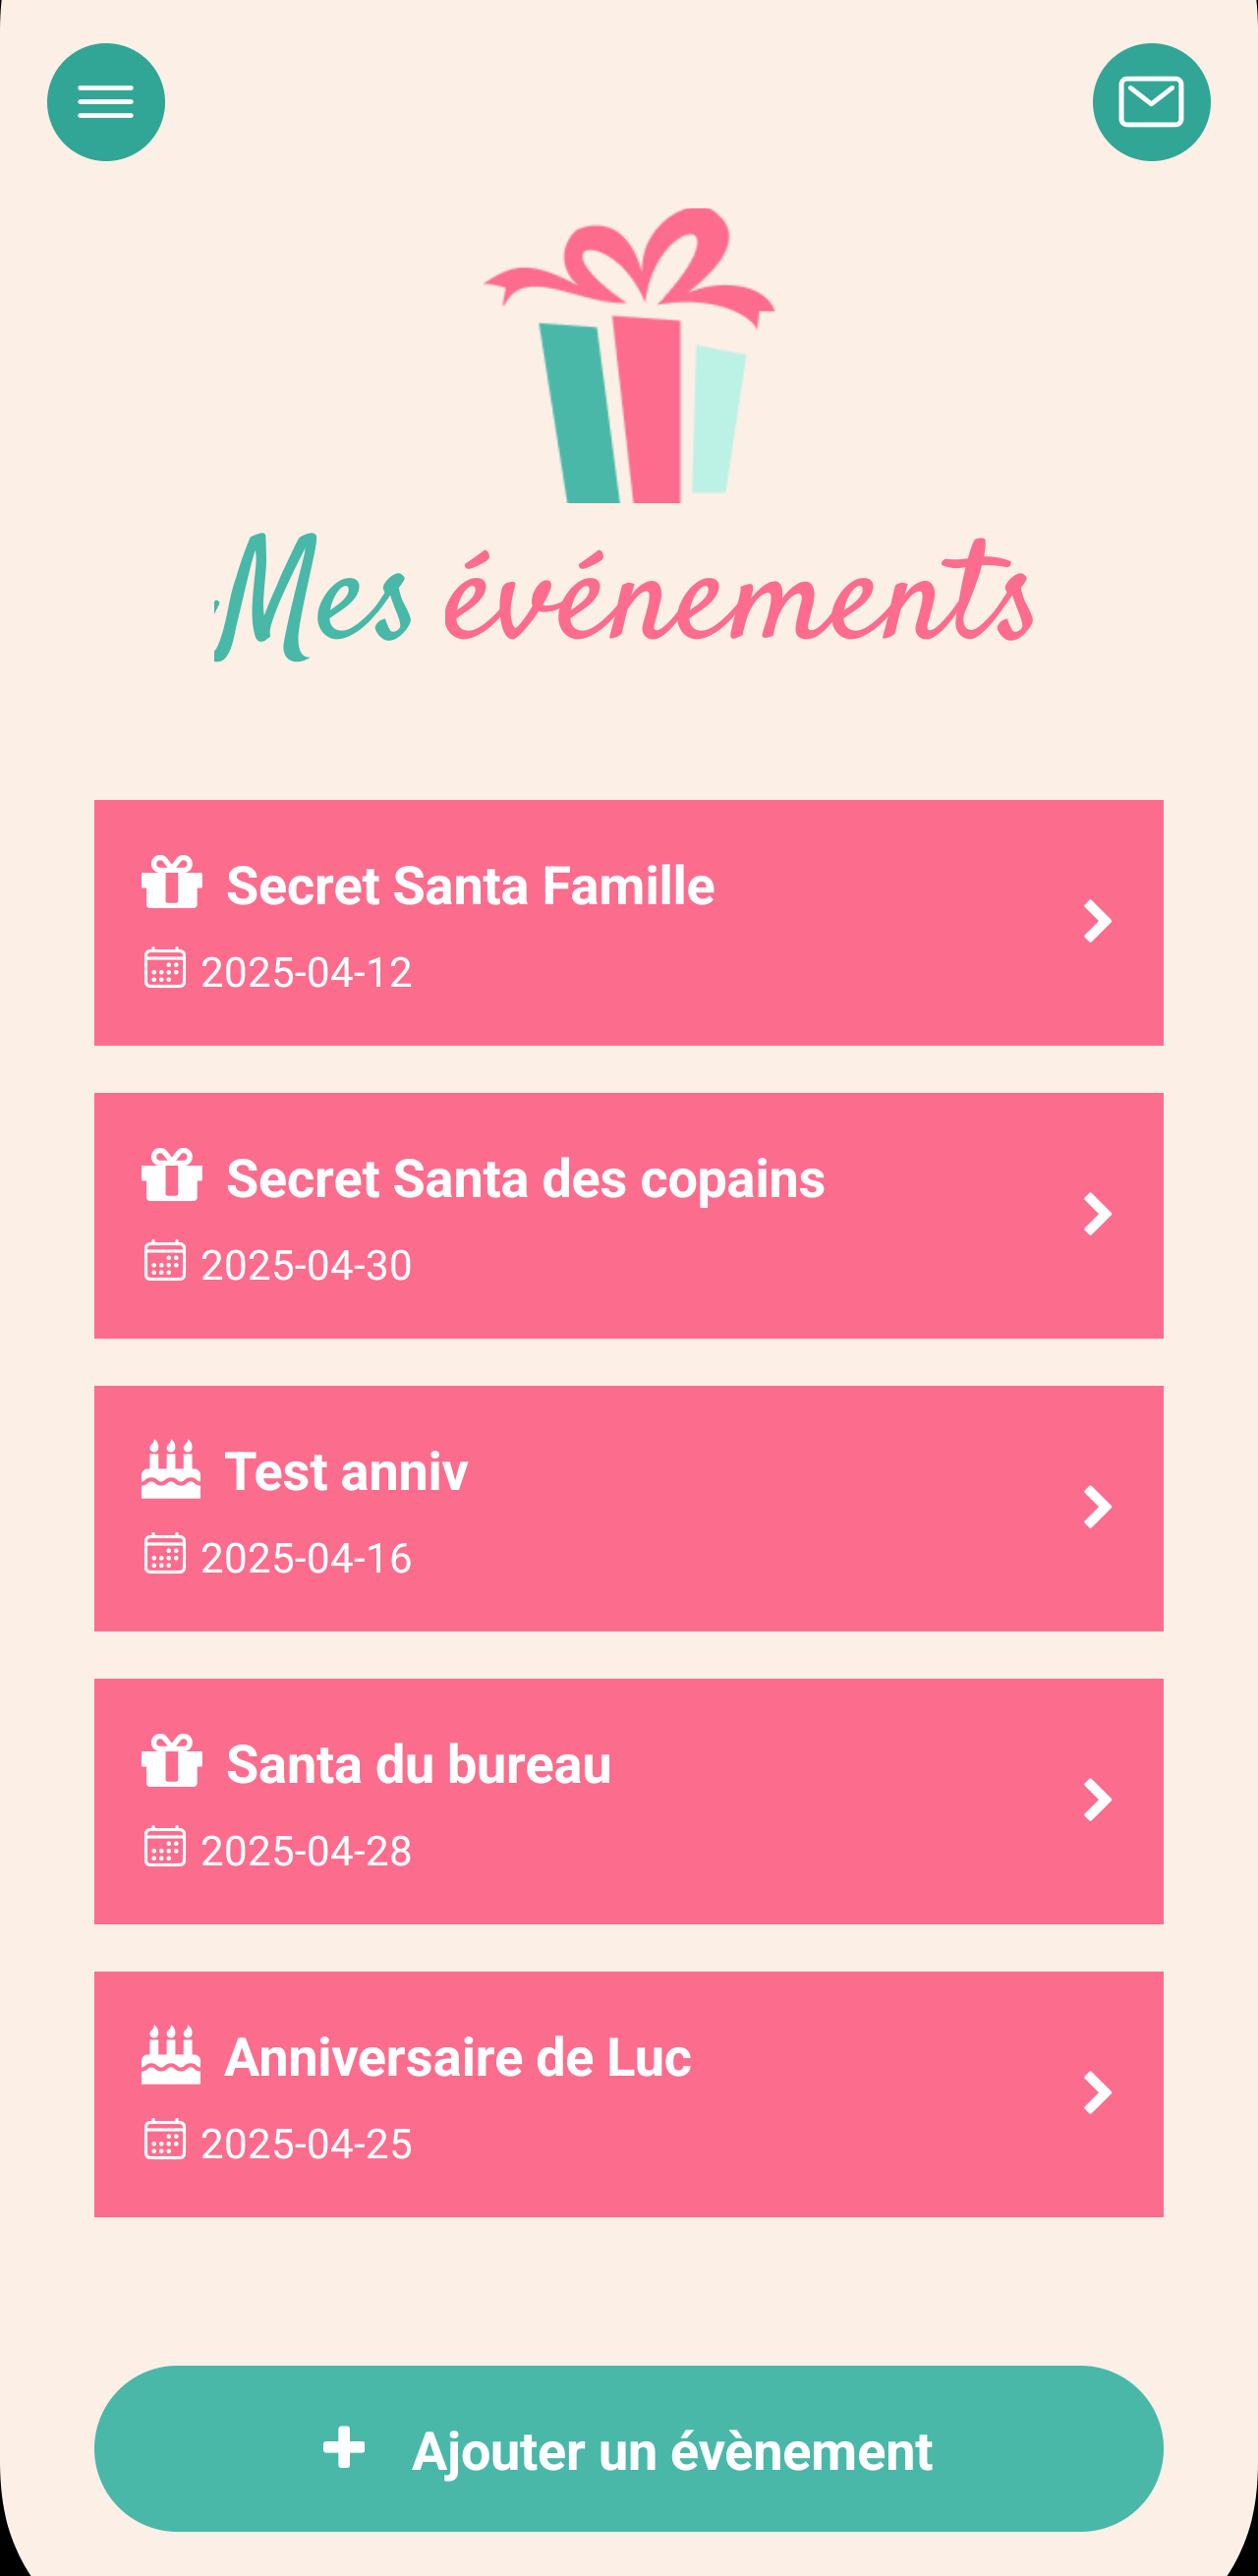 Mes événements
Secret Santa Famille
2025-04-12
Secret Santa des copains
2025-04-30
Test anniv
2025-04-16
Santa du bureau
2025-04-28
Anniversaire de Luc
2025-04-25
Ajouter un évènement